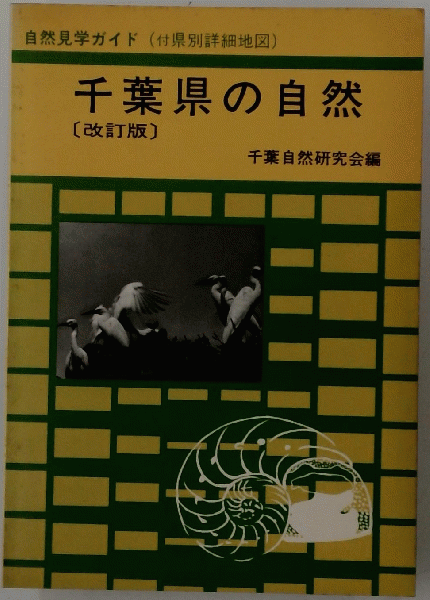 自然見学ガイド（付県別詳細地図）
千葉県の自然
〔改訂版〕
千葉自然研究会編